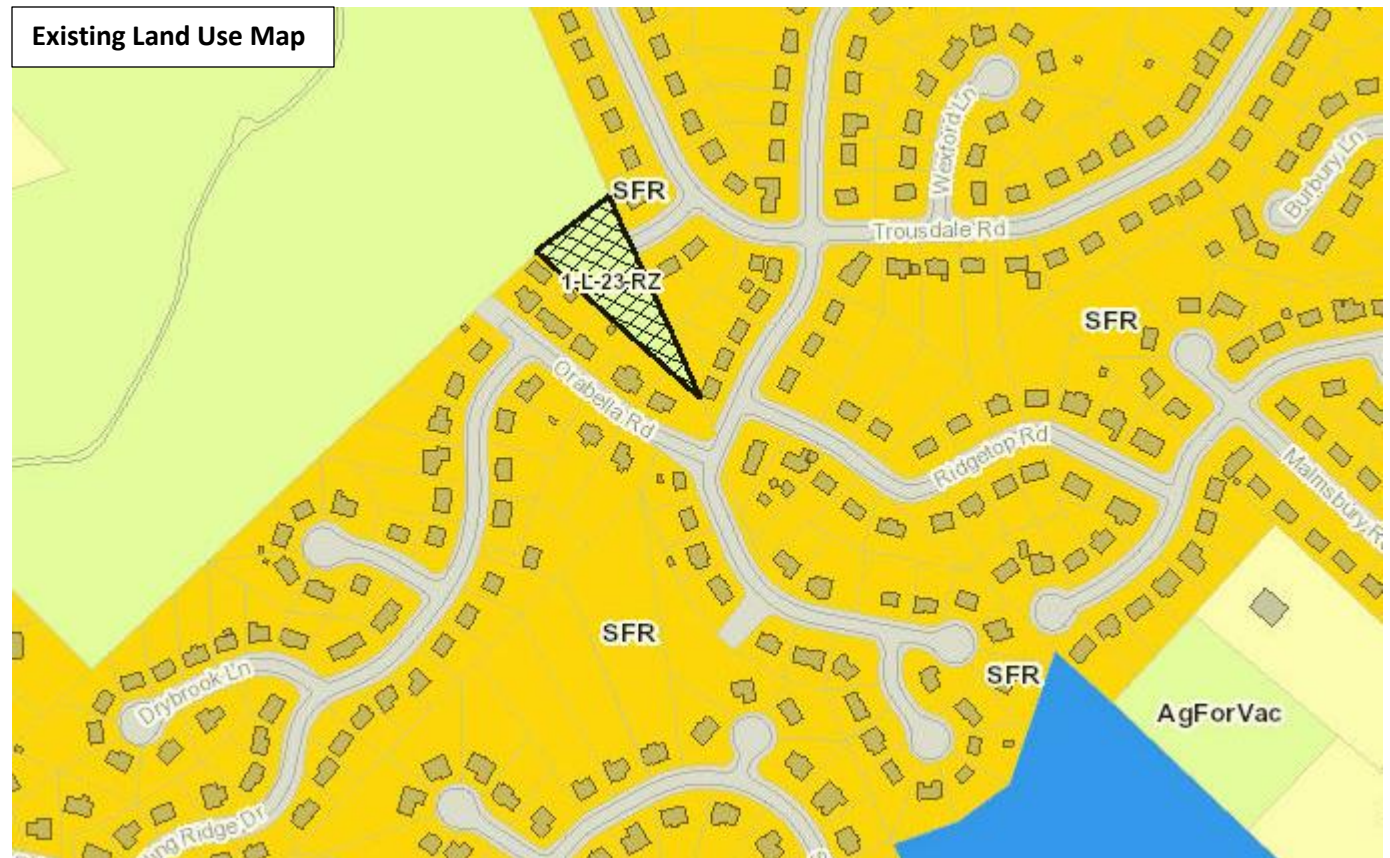 Existing Land Use Map
Wexford Ln
Burbury Ln
SFR
Trousdale Rd
1-L-23-RZ
SFR
Orabella Rd
Ridgetop Rd
Malmsbury Rd
SFR
SFR
Drybrook Ln
AgForVac
Ridge Dr